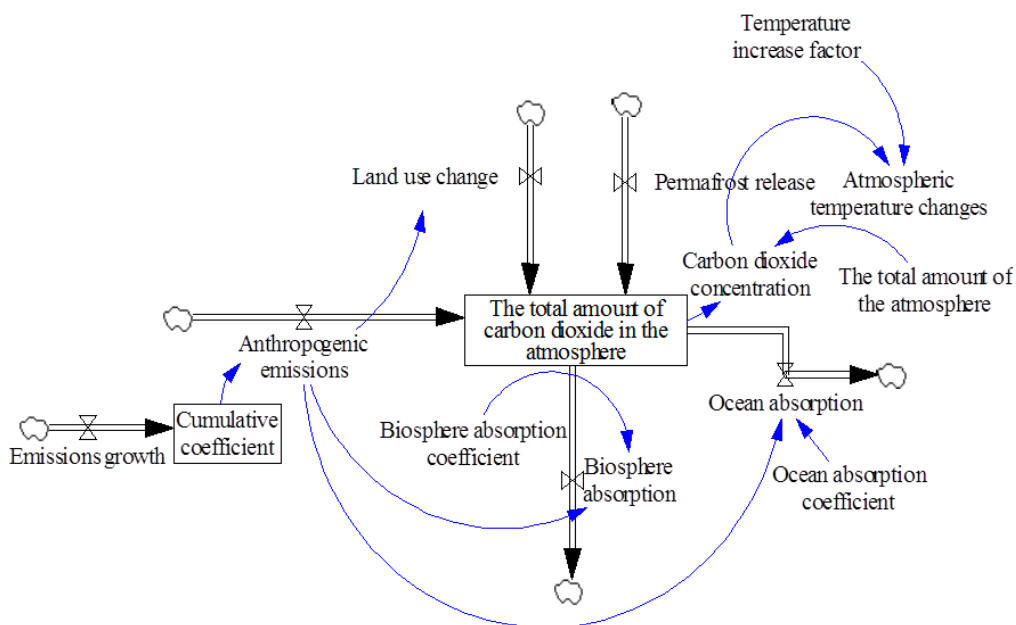 Temperature
increase factor
Land use change
Permafrost release
Atmospheric
temperature changes
Carbon dioxide
concentration
The total amount of
the atmosphere
The total amount of
carbon dioxide in the
atmosphere
Anthropogenic
emissions
Ocean absorption
Cumulative
coefficient
Emissions growth
Biosphere absorption
coefficient
Biosphere
absorption
Ocean absorption
coefficient